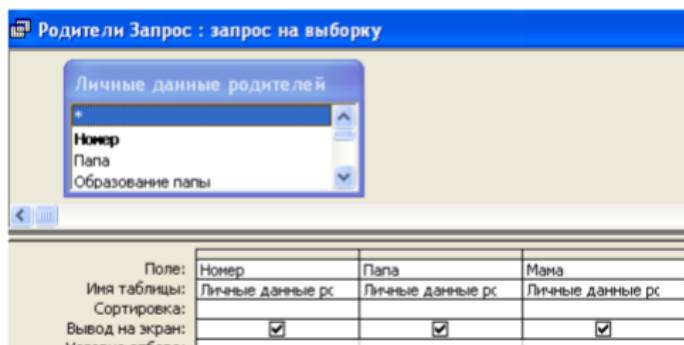 Родители Запрос : запрос на выборку
Личные данные родителей
*
Номер
Папа
Образование папы
Поле: Номер Папа Мама
Имя таблицы: Личные данные рс Личные данные рс Личные данные рс
Сортировка:
Вывод на экран: